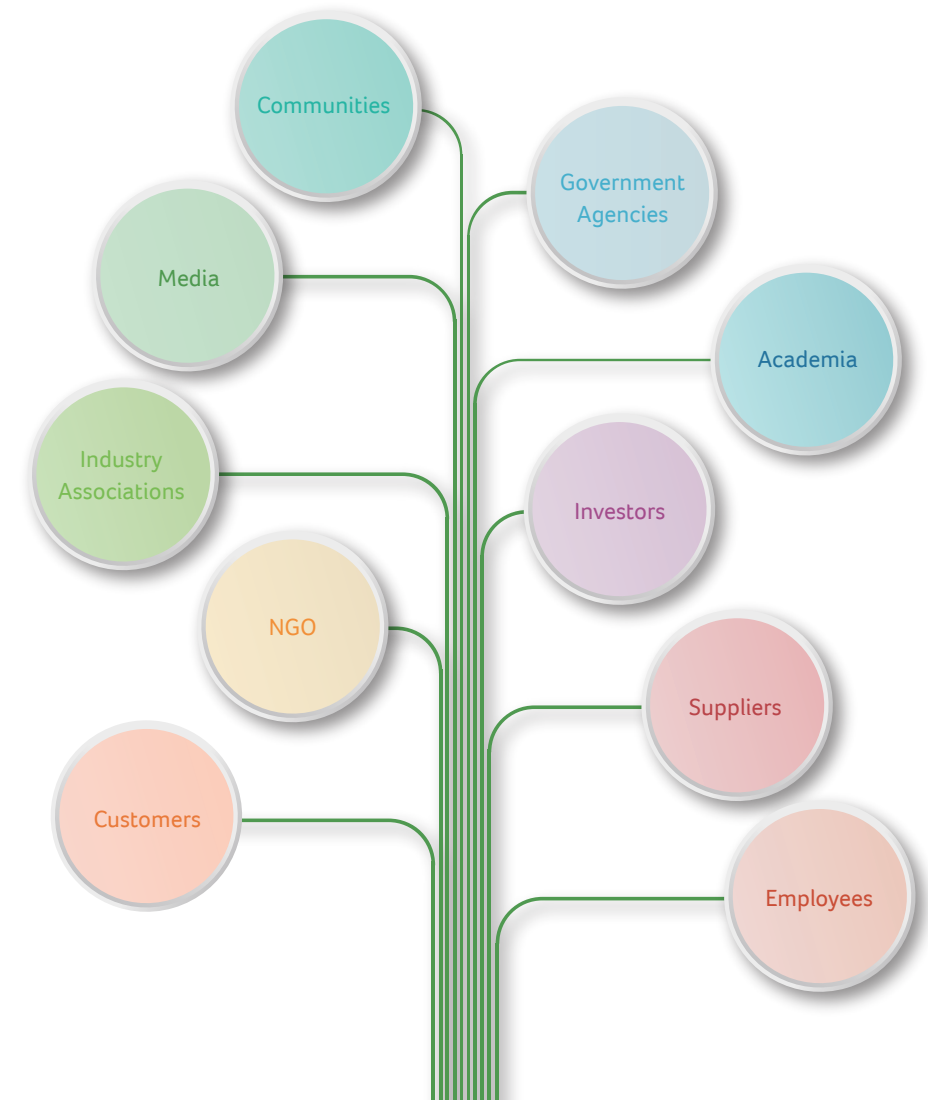 Communities
Government
Agencies
Media
Academia
Industry
Associations
Investors
NGO
Suppliers
Customers
Employees